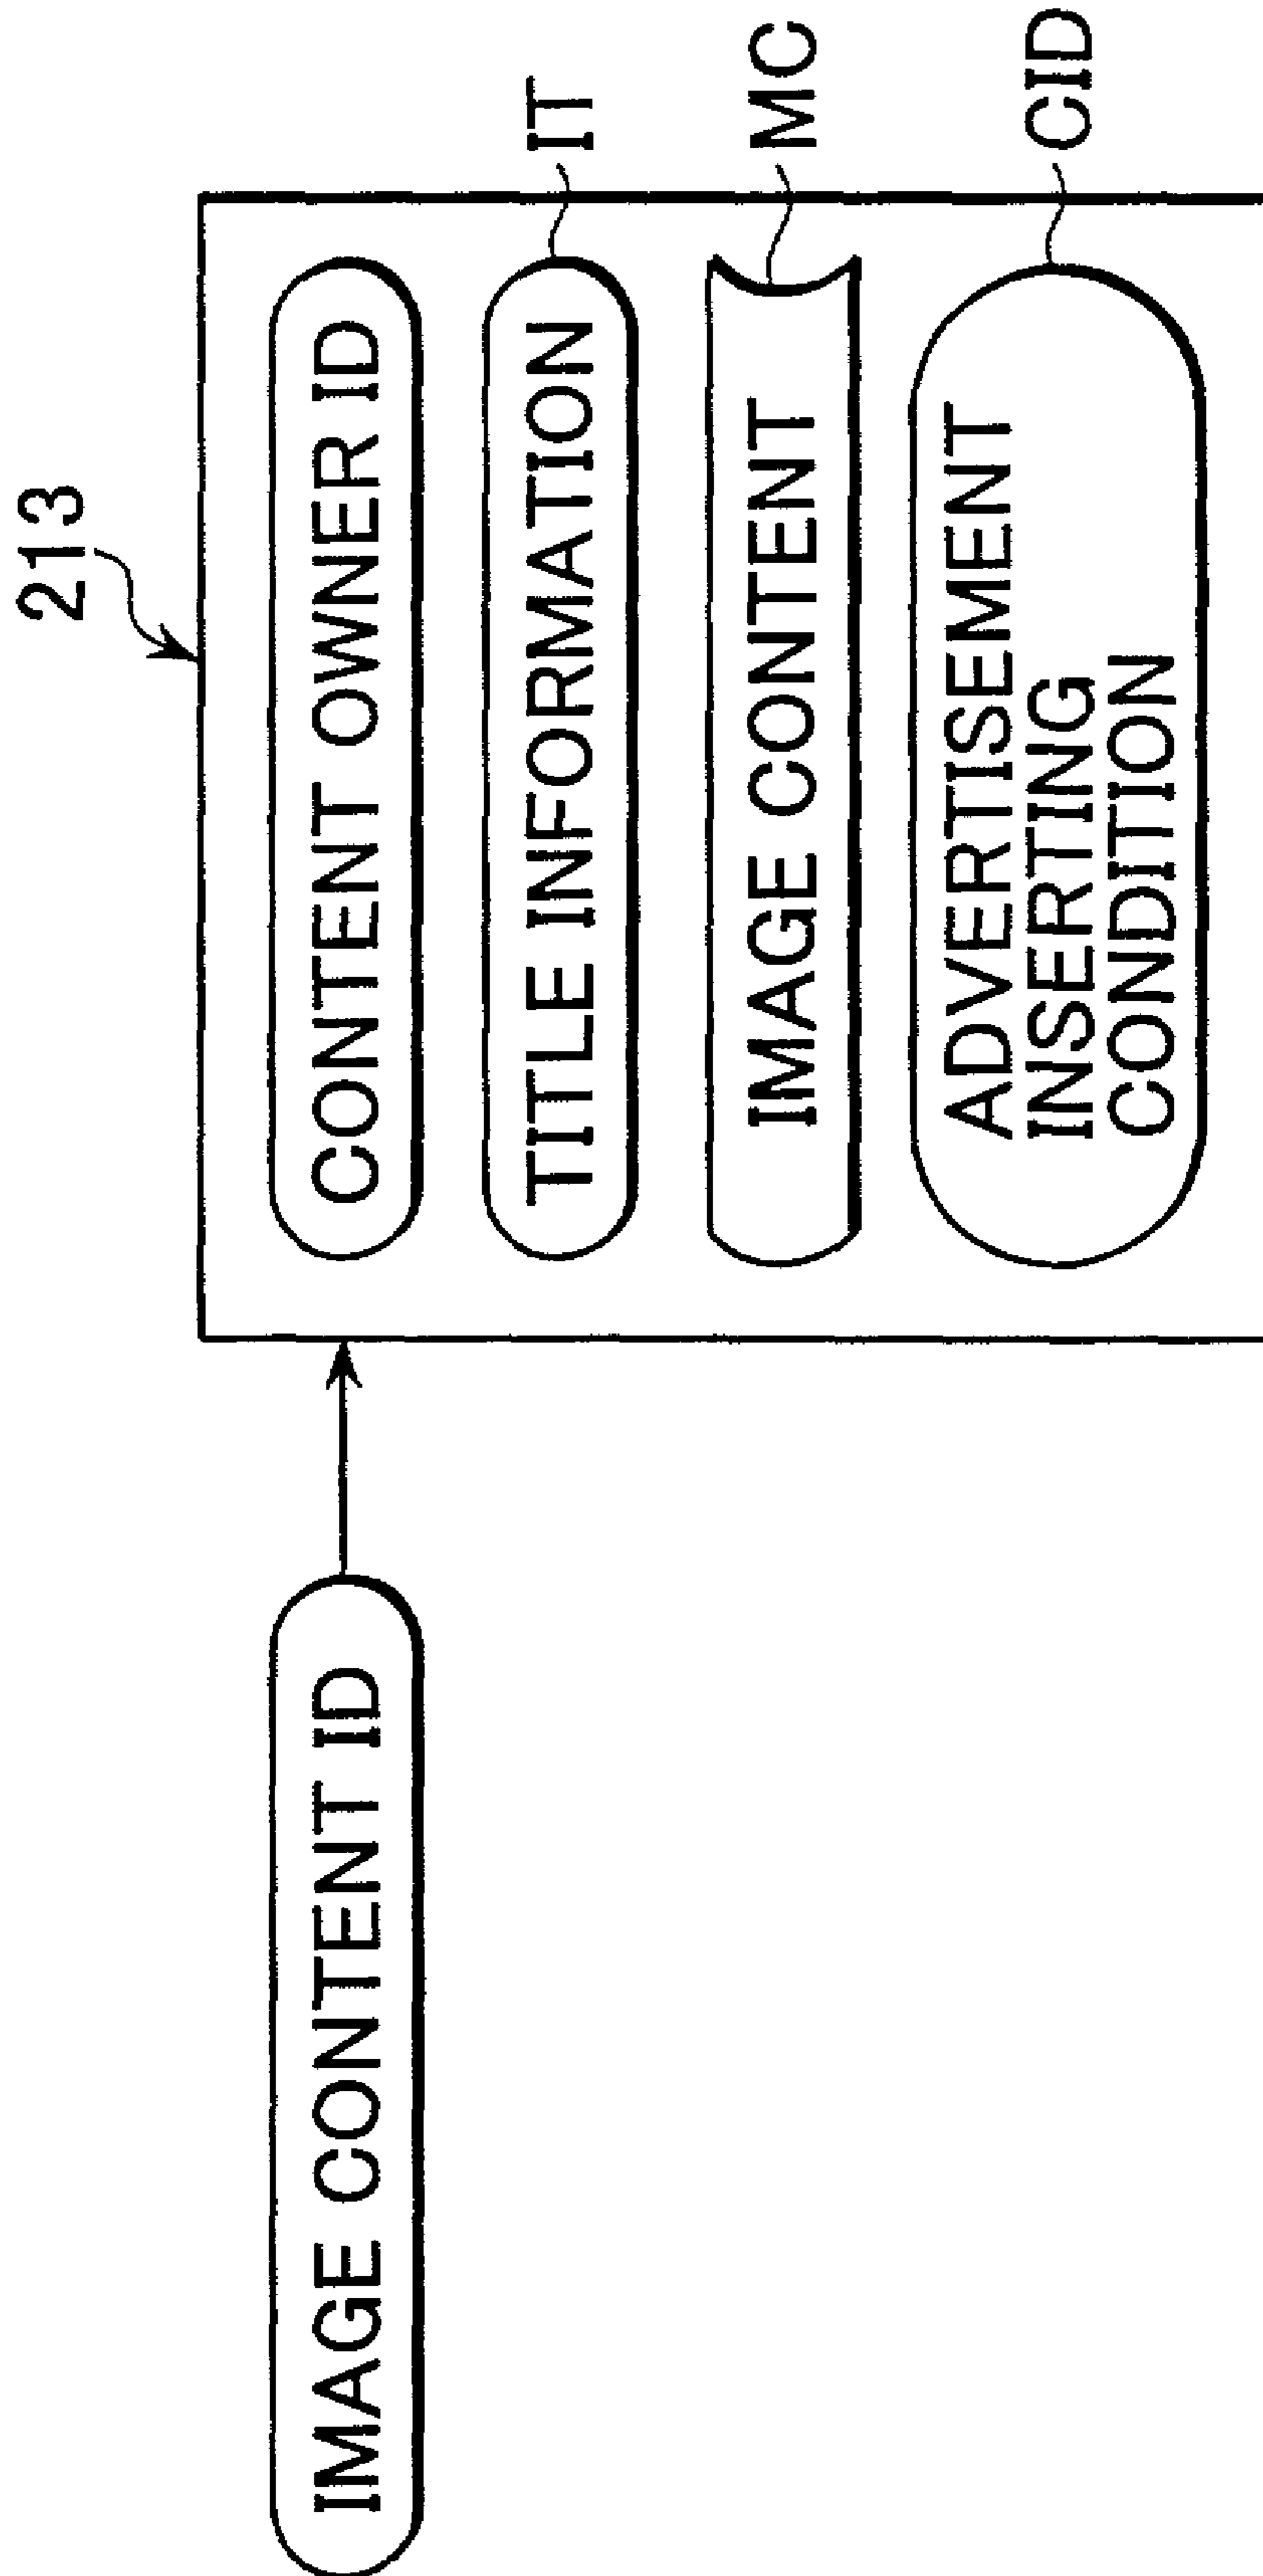 213
IMAGE CONTENT ID
CONTENT OWNER ID
TITLE INFORMATION
IT
IMAGE CONTENT
MC
ADVERTISEMENT
INSERTING
CONDITION
CID